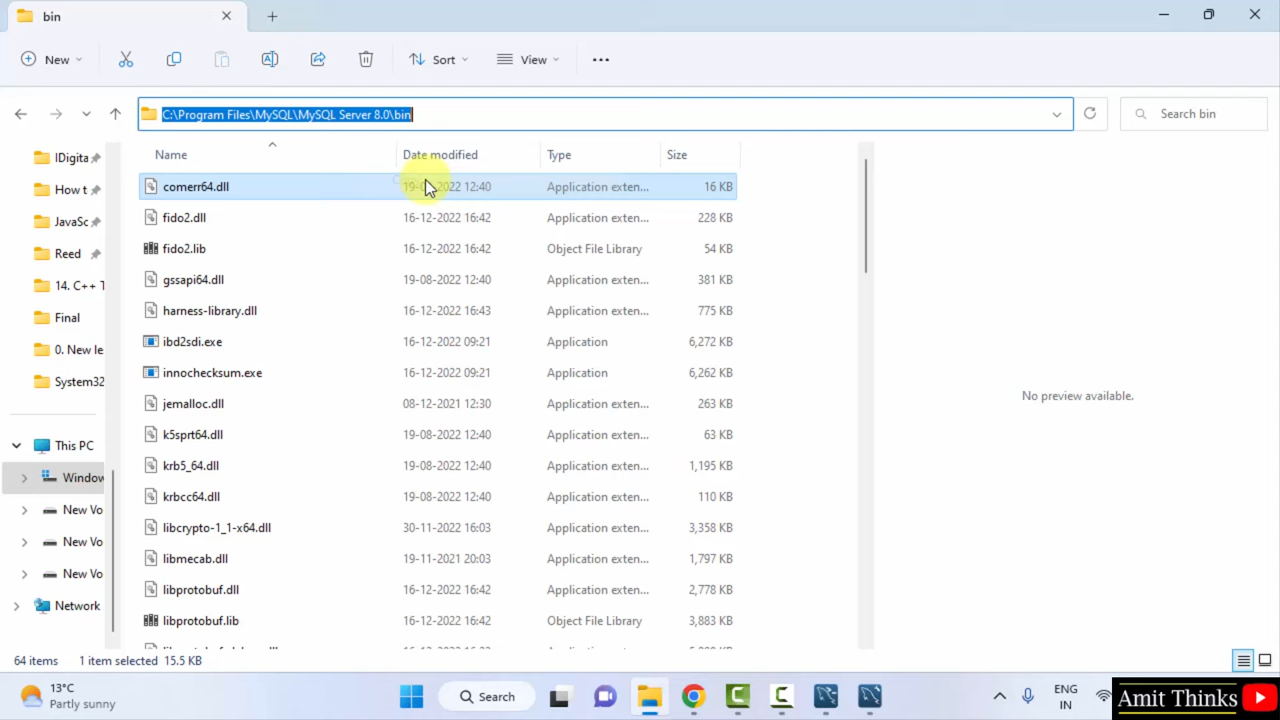 bin
New
Sort
View
C:\Program Files\MySQL\MySQL Server 8.0\bin
Search bin
Name Date modified Type Size
comerr64.dll 12:40 Application exten... 16 KB
fido2.dll 16-12-2022 16:42 Application exten... 228 KB
fido2.lib 16-12-2022 16:42 Object File Library 54 KB
gssapi64.dll 19-08-2022 12:40 Application exten... 381 KB
harness-library.dll 16-12-2022 16:43 Application exten... 775 KB
ibd2sdi.exe 16-12-2022 09:21 Application 6,272 KB
innochecksum.exe 16-12-2022 09:21 Application 6,262 KB
jemalloc.dll 08-12-2021 12:30 Application exten... 263 KB
k5sprt64.dll 19-08-2022 12:40 Application exten... 63 KB
krb5_64.dll 19-08-2022 12:40 Application exten... 1,195 KB
krbcc64.dll 19-08-2022 12:40 Application exten... 110 KB
libcrypto-1_1-x64.dll 30-11-2022 16:03 Application exten... 3,358 KB
libmecab.dll 19-11-2021 20:03 Application exten... 1,797 KB
libprotobuf.dll 16-12-2022 16:42 Application exten... 2,778 KB
libprotobuf.lib 16-12-2022 16:42 Object File Library 3,883 KB
IDigita
How t
JavaSc
Reed
14. C++ T
Final
0. New le
System32
This PC
Window
New Vo
New Vo
New Vo
Network
No preview available.
64 items 1 item selected 15.5 KB
13°C
Partly sunny
Search
ENG
IN
Amit Thinks